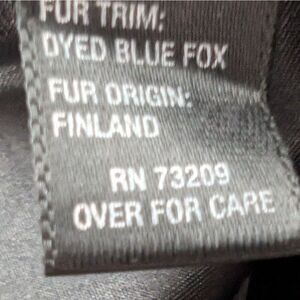 FUR TRIM:
DYED BLUE FOX
FUR ORIGIN:
FINLAND
RN 73209
OVER FOR CARE